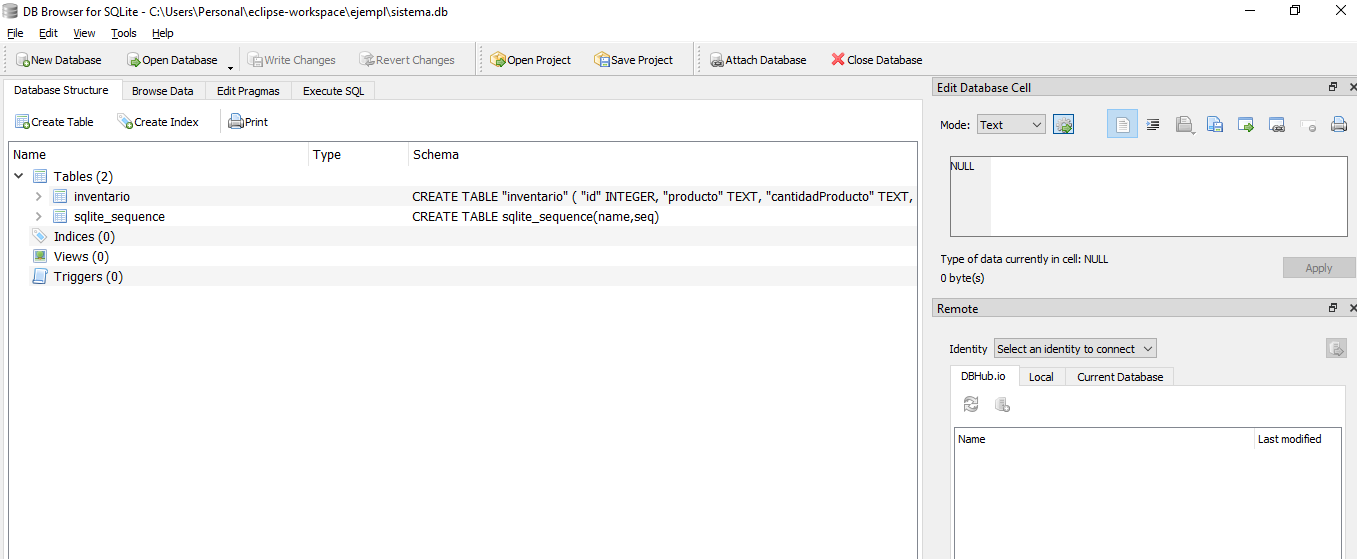 DB Browser for SQLite - C:\Users\Personal\eclipse-workspace\ejempl\sistema.db
File Edit View Tools Help
New Database Open Database Write Changes Revert Changes Open Project Save Project Attach Database Close Database
Database Structure Browse Data Edit Pragmas Execute SQL
Create Table Create Index Print
Name Type Schema
Tables (2)
inventario CREATE TABLE "inventario" ( "id" INTEGER, "producto" TEXT, "cantidadProducto" TEXT,
sqlite_sequence CREATE TABLE sqlite_sequence(name,seq)
Indices (0)
Views (0)
Triggers (0)
Edit Database Cell
Mode: Text
NULL
Type of data currently in cell: NULL
0 byte(s)
Apply
Remote
Identity Select an identity to connect
DBHub.io Local Current Database
Name Last modified